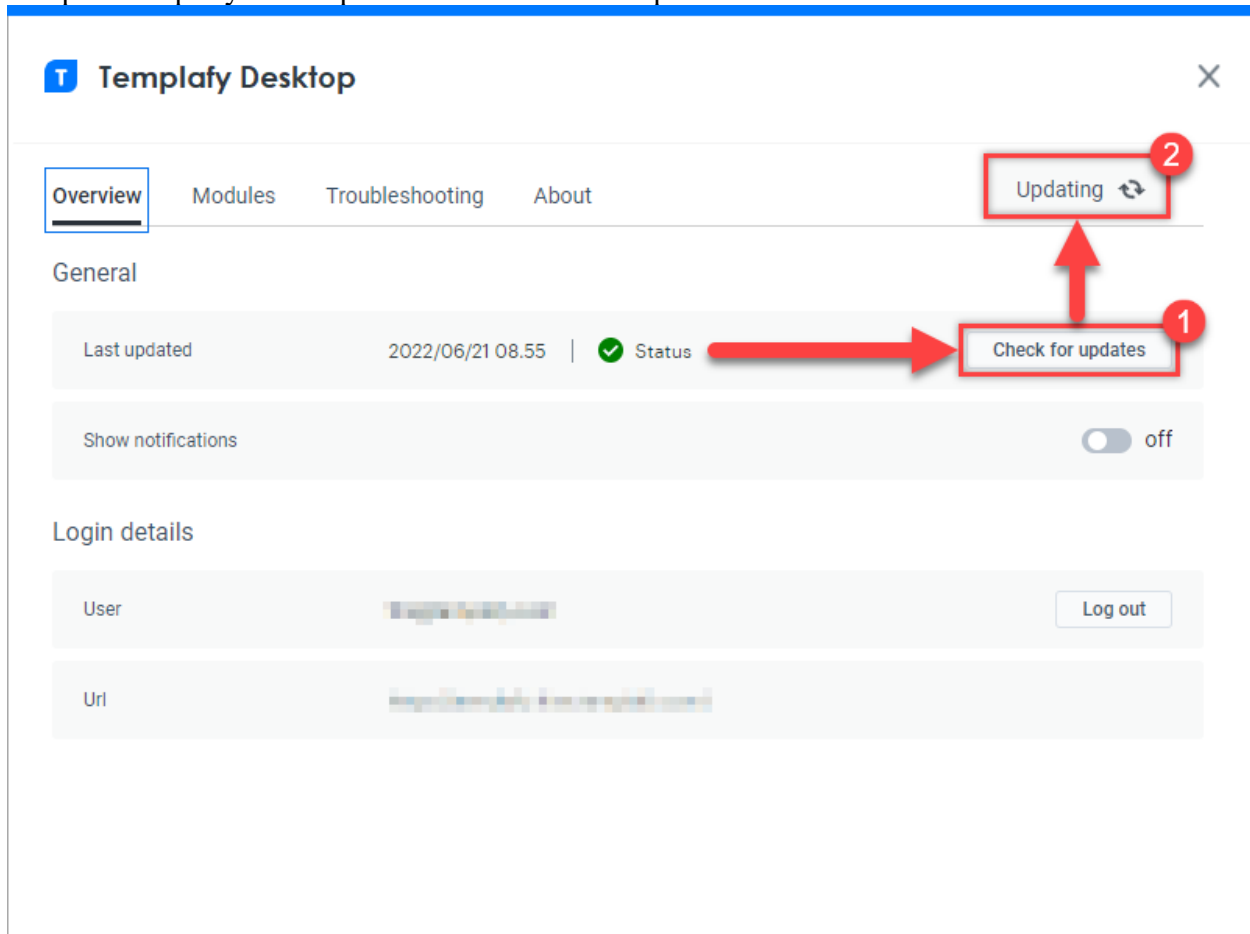 T Templafy Desktop
2
Overview Modules Troubleshooting About Updating
General
1
Last updated 2022/06/21 08.55 | Status Check for updates
Show notifications off
Login details
User Log out
Url